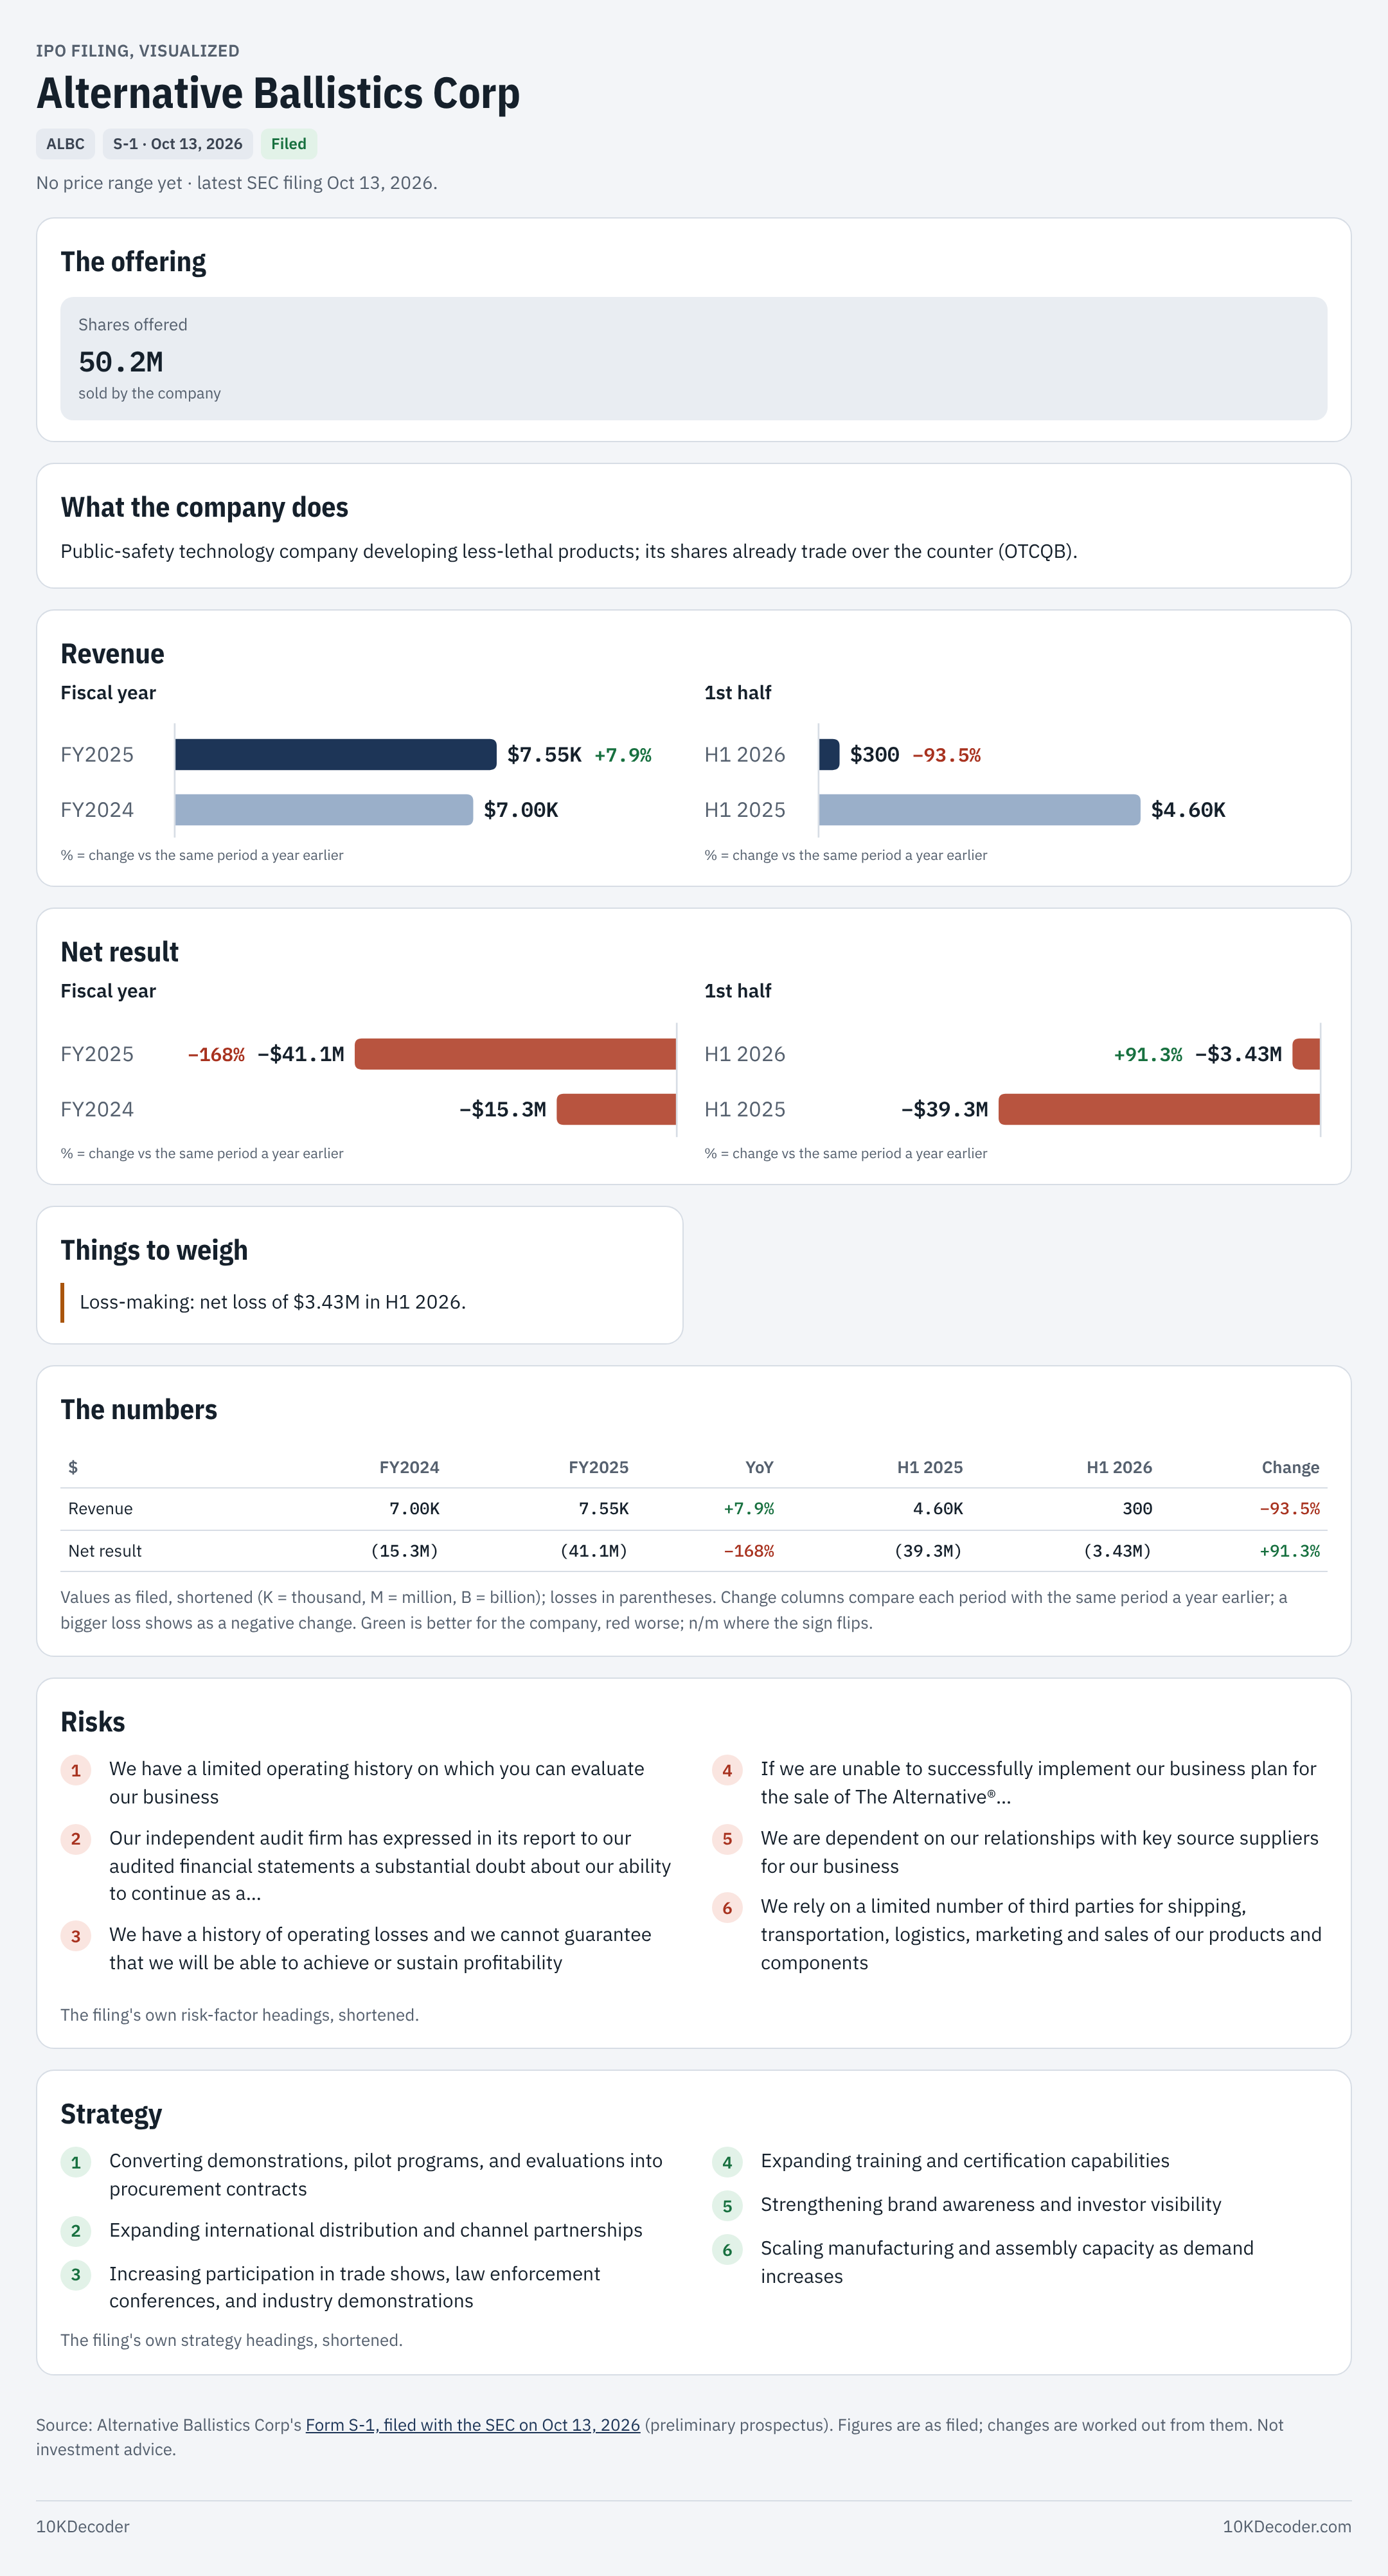 IPO FILING, VISUALIZED
Alternative Ballistics Corp
ALBC
S-1 · Oct 13, 2026
Filed
No price range yet · latest SEC filing Oct 13, 2026.
The offering
Shares offered
50.2M
sold by the company
What the company does
Public-safety technology company developing less-lethal products; its shares already trade over the counter (OTCQB).
Revenue
Fiscal year
FY2025 $7.55K +7.9%
FY2024 $7.00K
% = change vs the same period a year earlier
1st half
H1 2026 $300 −93.5%
H1 2025 $4.60K
% = change vs the same period a year earlier
Net result
Fiscal year
FY2025 −168% −$41.1M
FY2024 −$15.3M
% = change vs the same period a year earlier
1st half
H1 2026 +91.3% −$3.43M
H1 2025 −$39.3M
% = change vs the same period a year earlier
Things to weigh
Loss-making: net loss of $3.43M in H1 2026.
The numbers
$ FY2024 FY2025 YoY H1 2025 H1 2026 Change
Revenue 7.00K 7.55K +7.9% 4.60K 300 −93.5%
Net result (15.3M) (41.1M) −168% (39.3M) (3.43M) +91.3%
Values as filed, shortened (K = thousand, M = million, B = billion); losses in parentheses. Change columns compare each period with the same period a year earlier; a
bigger loss shows as a negative change. Green is better for the company, red worse; n/m where the sign flips.
Risks
1 We have a limited operating history on which you can evaluate
our business
2 Our independent audit firm has expressed in its report to our
audited financial statements a substantial doubt about our ability
to continue as a...
3 We have a history of operating losses and we cannot guarantee
that we will be able to achieve or sustain profitability
4 If we are unable to successfully implement our business plan for
the sale of The Alternative®...
5 We are dependent on our relationships with key source suppliers
for our business
6 We rely on a limited number of third parties for shipping,
transportation, logistics, marketing and sales of our products and
components
The filing's own risk-factor headings, shortened.
Strategy
1 Converting demonstrations, pilot programs, and evaluations into
procurement contracts
2 Expanding international distribution and channel partnerships
3 Increasing participation in trade shows, law enforcement
conferences, and industry demonstrations
4 Expanding training and certification capabilities
5 Strengthening brand awareness and investor visibility
6 Scaling manufacturing and assembly capacity as demand
increases
The filing's own strategy headings, shortened.
Source: Alternative Ballistics Corp's Form S-1, filed with the SEC on Oct 13, 2026 (preliminary prospectus). Figures are as filed; changes are worked out from them. Not
investment advice.
10KDecoder
10KDecoder.com